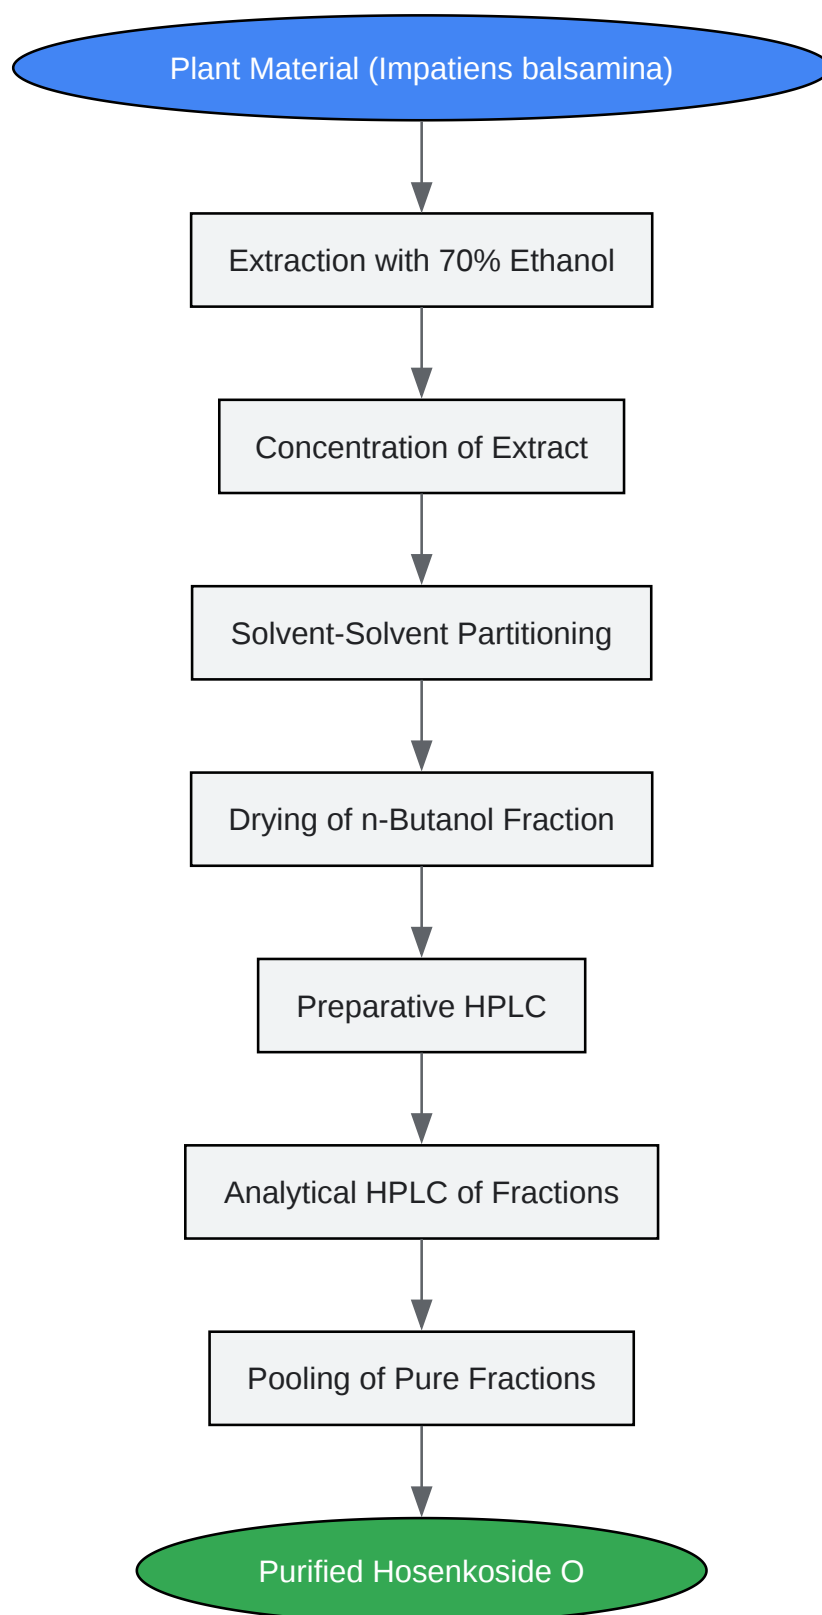 Plant Material (Impatiens balsamina)
Extraction with 70% Ethanol
Concentration of Extract
Solvent-Solvent Partitioning
Drying of n-Butanol Fraction
Preparative HPLC
Analytical HPLC of Fractions
Pooling of Pure Fractions
Purified Hosenkoside O